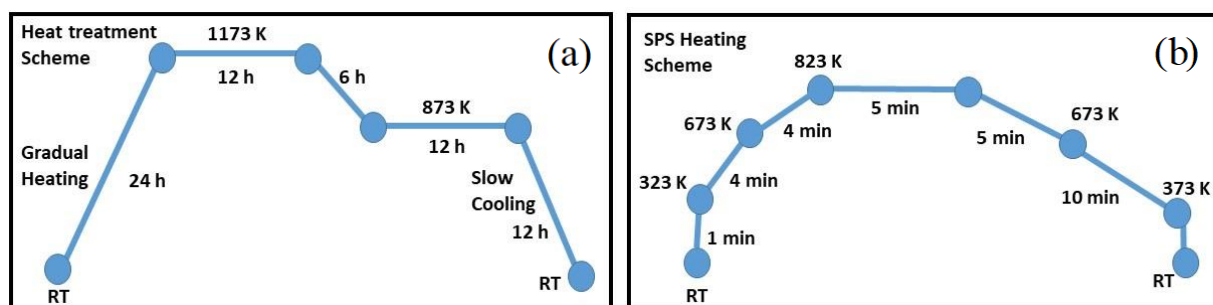 Heat treatment
Scheme
1173 K
(a)
12 h
6 h
873 K
12 h
Gradual
Heating
24 h
Slow
Cooling
12 h
RT
RT
SPS Heating
Scheme
823 K
(b)
5 min
673 K
4 min
5 min
673 K
323 K
4 min
10 min
373 K
1 min
RT
RT